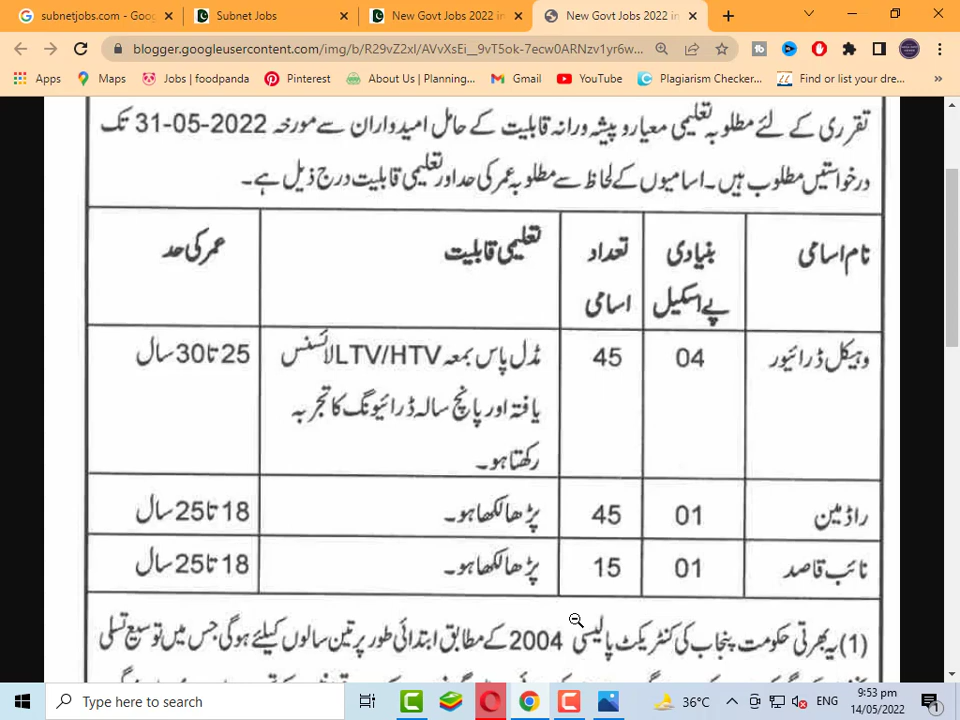 subnetjobs.com - Goo
Subnet Jobs
New Govt Jobs 2022 in
New Govt Jobs 2022 in
blogger.googleusercontent.com/img/b/R29vZ2xl/AVvXsEi__9vT5ok-7ecw0ARNzv1yr6w...
Apps
Maps
Jobs | foodpanda
Pinterest
About Us | Planning...
Gmail
YouTube
Plagiarism Checker...
Find or list your dre...
»
تقرری کے لئے مطلوبہ تعلیمی معیار و پیشہ ورانہ قابلیت کے حامل امیدواران سے مورخہ 31-05-2022 تک
درخواستیں مطلوب ہیں۔ اسامیوں کے لحاظ سے مطلوبہ عمر کی حد اور تعلیمی قابلیت درج ذیل ہے۔
نام اسامی بنیادی پے اسکیل تعداد اسامی تعلیمی قابلیت عمر کی حد
وہیکل ڈرائیور 04 45 مڈل پاس بمعہ LTV/HTV لائسنس 25 تا 30 سال
یافتہ اور پانچ سالہ ڈرائیونگ کا تجربہ
رکھتا ہو۔
راڈ مین 01 45 پڑھا لکھا ہو۔ 18 تا 25 سال
نائب قاصد 01 15 پڑھا لکھا ہو۔ 18 تا 25 سال
(1) یہ بھرتی حکومت پنجاب کی کنٹریکٹ پالیسی 2004 کے مطابق ابتدائی طور پر تین سالوں کیلئے ہوگی جس میں توسیع تسلی
Type here to search
36°C
ENG
9:53 pm
14/05/2022
1